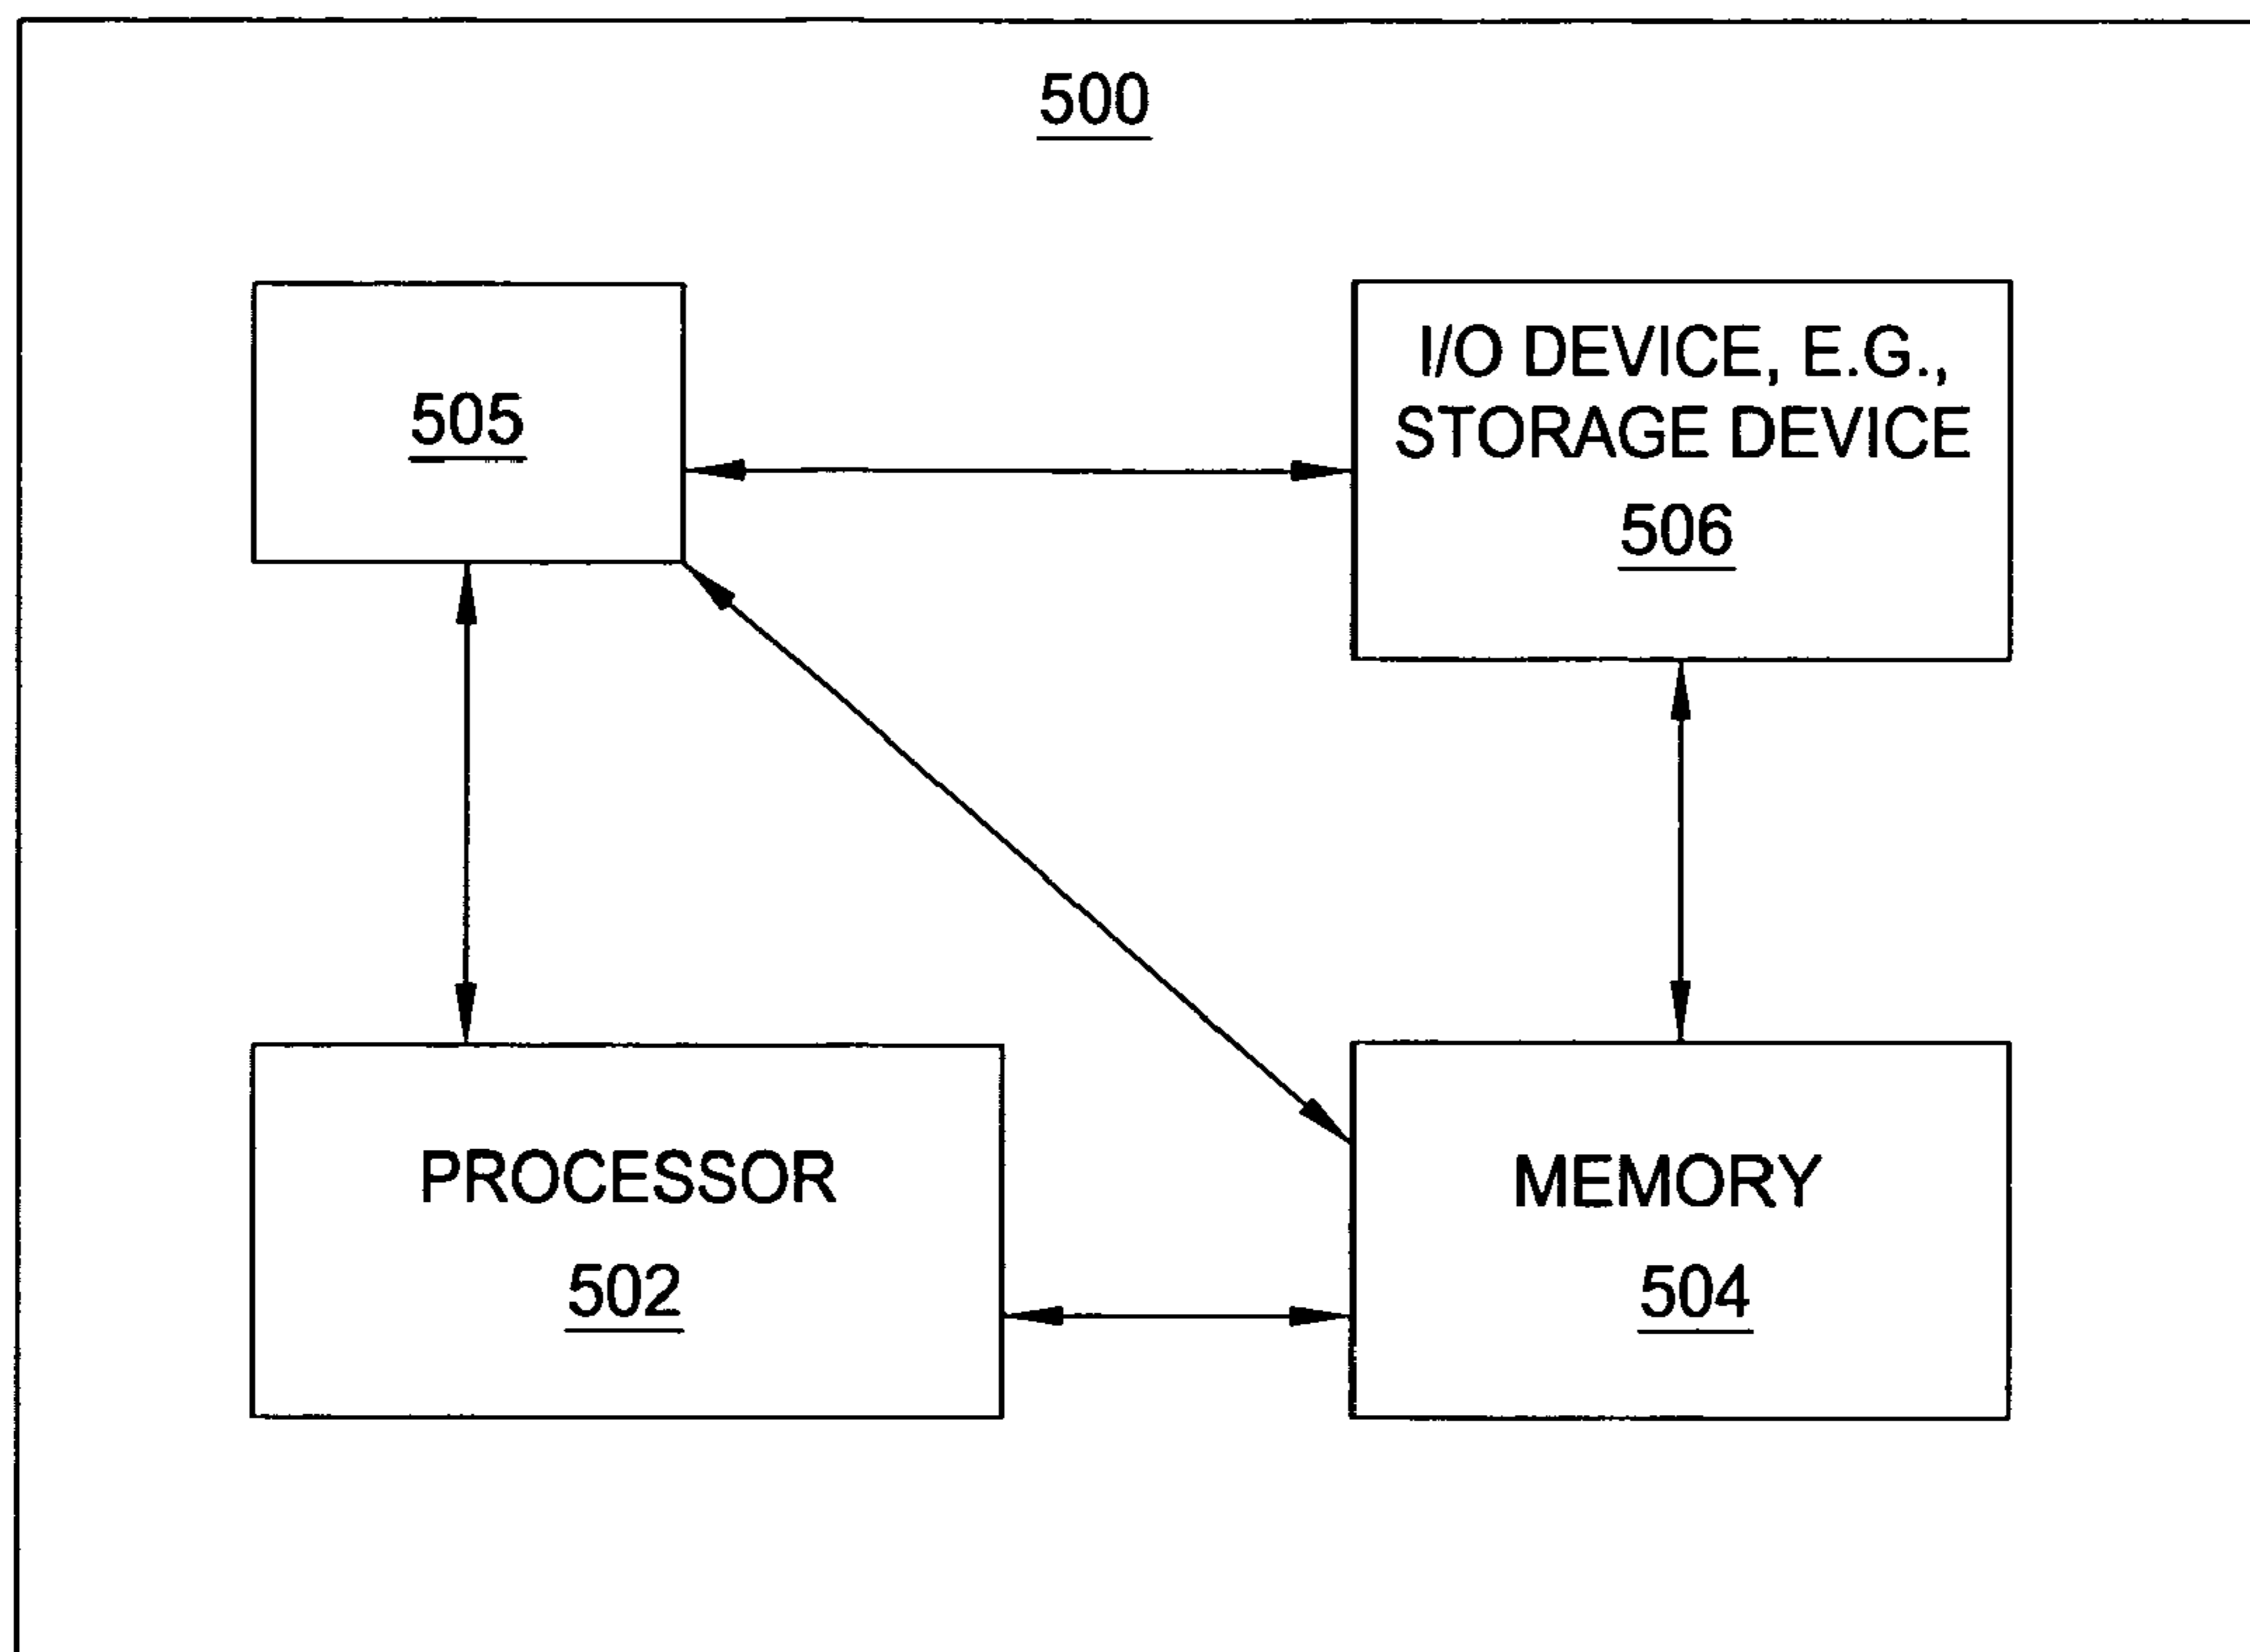 500
505
I/O DEVICE, E.G.,
STORAGE DEVICE
506
PROCESSOR
502
MEMORY
504